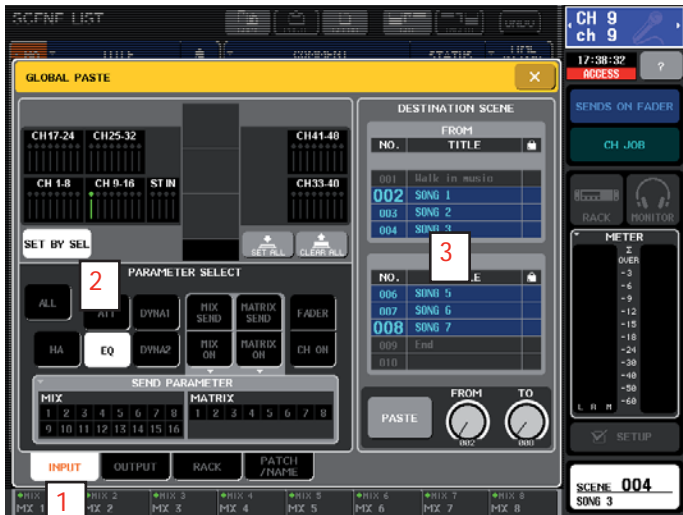 SCENE LIST
UNDO
CH 9
ch 9
NO.
TITLE
COMMENT
STATUS
17:38:32
ACCESS
?
GLOBAL PASTE
×
SENDS ON FADER
CH JOB
RACK
MONITOR
CH17-24 CH25-32
CH41-48
CH 1-8 CH 9-16 ST IN
CH33-40
SET BY SEL
SET ALL
CLEAR ALL
2
PARAMETER SELECT
ALL
ATT
DYNA1
MIX SEND
MATRIX SEND
FADER
HA
EQ
DYNA2
MIX ON
MATRIX ON
CH ON
SEND PARAMETER
MIX
MATRIX
1 2 3 4 5 6 7 8
1 2 3 4 5 6 7 8
9 10 11 12 13 14 15 16
DESTINATION SCENE
FROM
NO. TITLE
001 Walk in music
002 SONG 1
003 SONG 2
004 SONG 3
3
NO.
006 SONG 5
007 SONG 6
008 SONG 7
009 End
010
PASTE
FROM
002
TO
008
METER
Σ
OVER
-3
-6
-9
-12
-15
-18
-24
-30
-40
-50
-60
L R M
SETUP
INPUT
OUTPUT
RACK
PATCH /NAME
1
MIX 2
MIX 3
MIX 4
MIX 5
MIX 6
MIX 7
MIX 8
MX 1
MX 2
MX 3
MX 4
MX 5
MX 6
MX 7
MX 8
SCENE 004
SONG 3